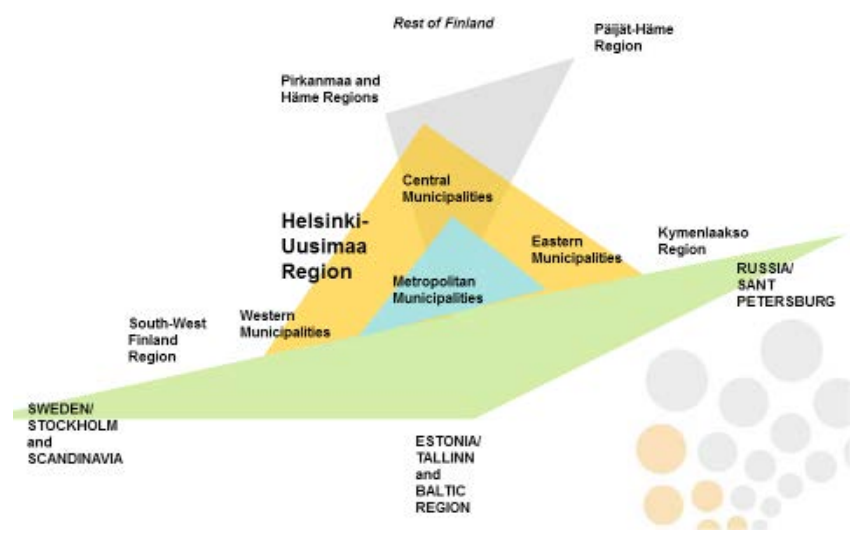 Rest of Finland
Päijät-Häme
Region
Pirkanmaa and
Häme Regions
Central
Municipalities
Helsinki-
Uusimaa
Region
Eastern
Municipalities
Kymenlaakso
Region
Metropolitan
Municipalities
RUSSIA/
SANT
PETERSBURG
Western
Municipalities
South-West
Finland
Region
SWEDEN/
STOCKHOLM
and
SCANDINAVIA
ESTONIA/
TALLINN
and
BALTIC
REGION